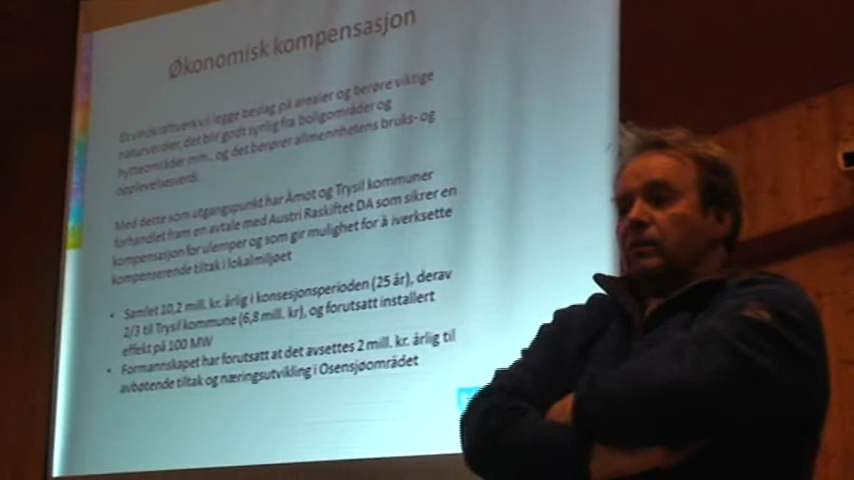 Økonomisk kompensasjon
Et vindkraftverk vil legge beslag på arealer og berøre viktige
naturverdier, det blir godt synlig fra boligområder og
hytteområder mm., og det berører allmennhetens bruks- og
opplevelsesverdi.
Med dette som utgangspunkt har Åmot og Trysil kommuner
forhandlet fram en avtale med Austri Raskiftet DA som sikrer en
kompensasjon for ulemper og som gir mulighet for å iverksette
kompenserende tiltak i lokalmiljøet
• Samlet 10,2 mill. kr. årlig i konsesjonsperioden (25 år), derav
2/3 til Trysil kommune (6,8 mill. kr), og forutsatt installert
effekt på 100 MW
• Formannskapet har forutsatt at det avsettes 2 mill. kr. årlig til
avbøtende tiltak og næringsutvikling i Osensjøområdet